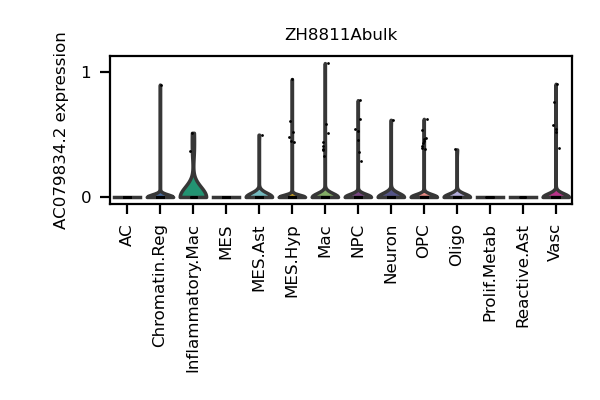 ZH8811Abulk
AC079834.2 expression
1
0
AC
Chromatin.Reg
Inflammatory.Mac
MES
MES.Ast
MES.Hyp
Mac
NPC
Neuron
OPC
Oligo
Prolif.Metab
Reactive.Ast
Vasc